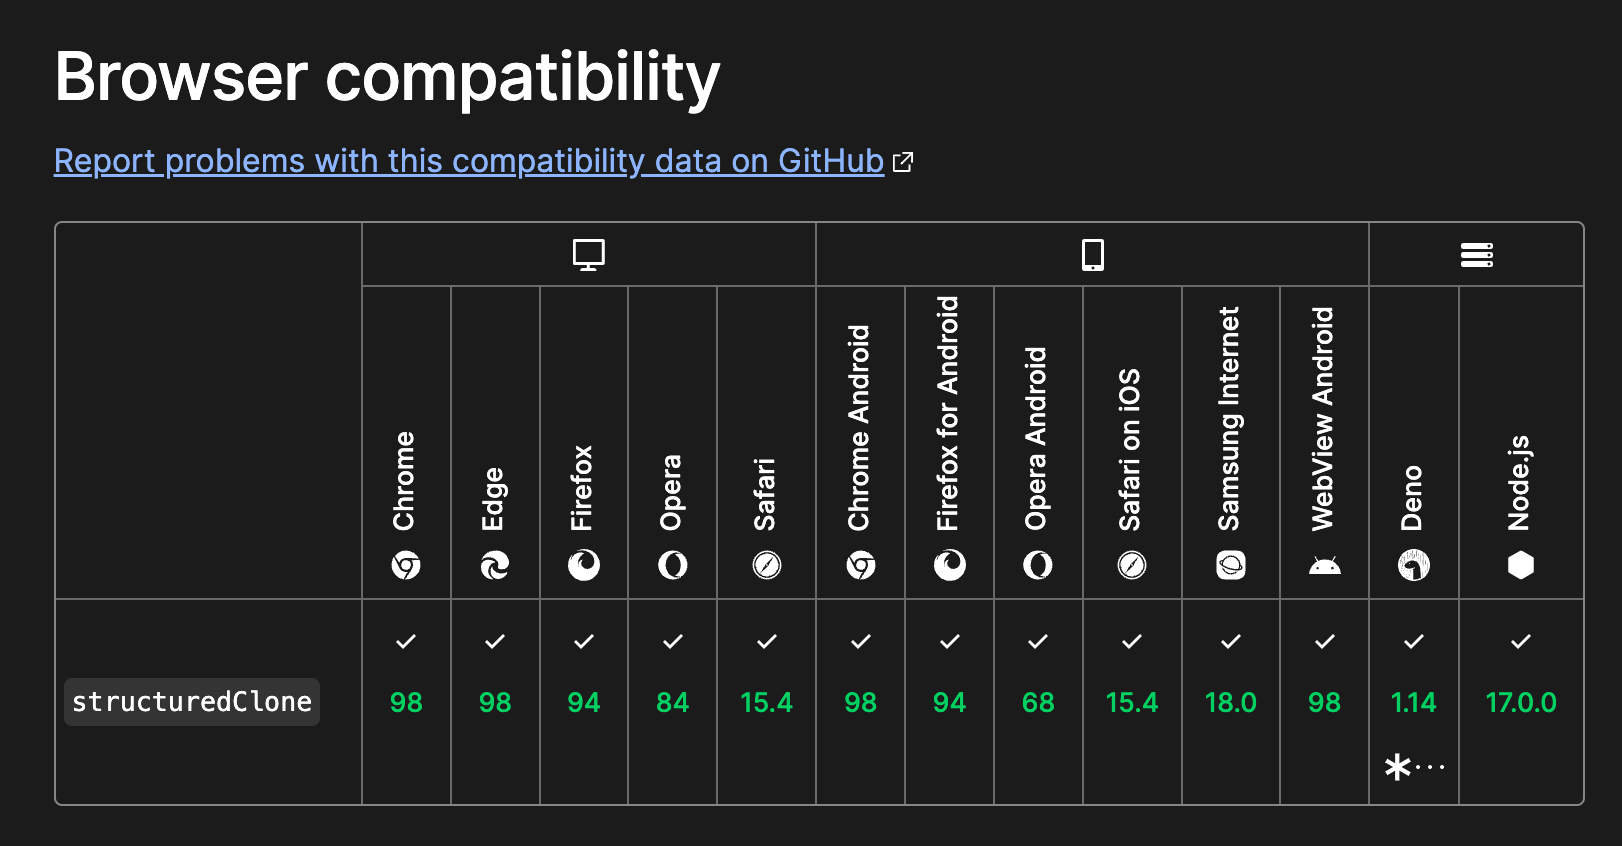 Browser compatibility
Report problems with this compatibility data on GitHub
Chrome
Edge
Firefox
Opera
Safari
Chrome Android
Firefox for Android
Opera Android
Safari on iOS
Samsung Internet
WebView Android
Deno
Node.js
structuredClone
98
98
94
84
15.4
98
94
68
15.4
18.0
98
1.14
17.0.0